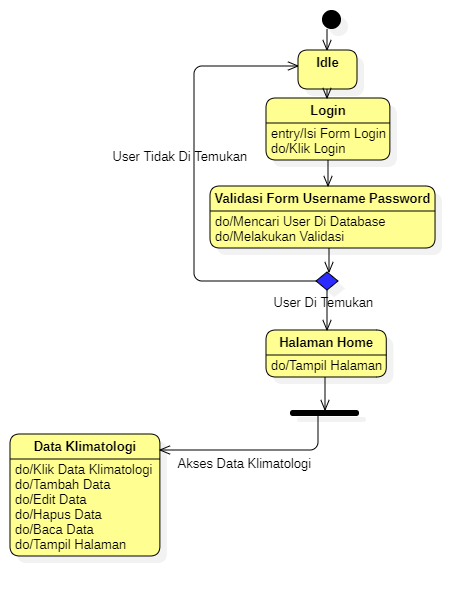 Idle
Login
entry/Isi Form Login
do/Klik Login
User Tidak Di Temukan
Validasi Form Username Password
do/Mencari User Di Database
do/Melakukan Validasi
User Di Temukan
Halaman Home
do/Tampil Halaman
Data Klimatologi
do/Klik Data Klimatologi
do/Tambah Data
do/Edit Data
do/Hapus Data
do/Baca Data
do/Tampil Halaman
Akses Data Klimatologi